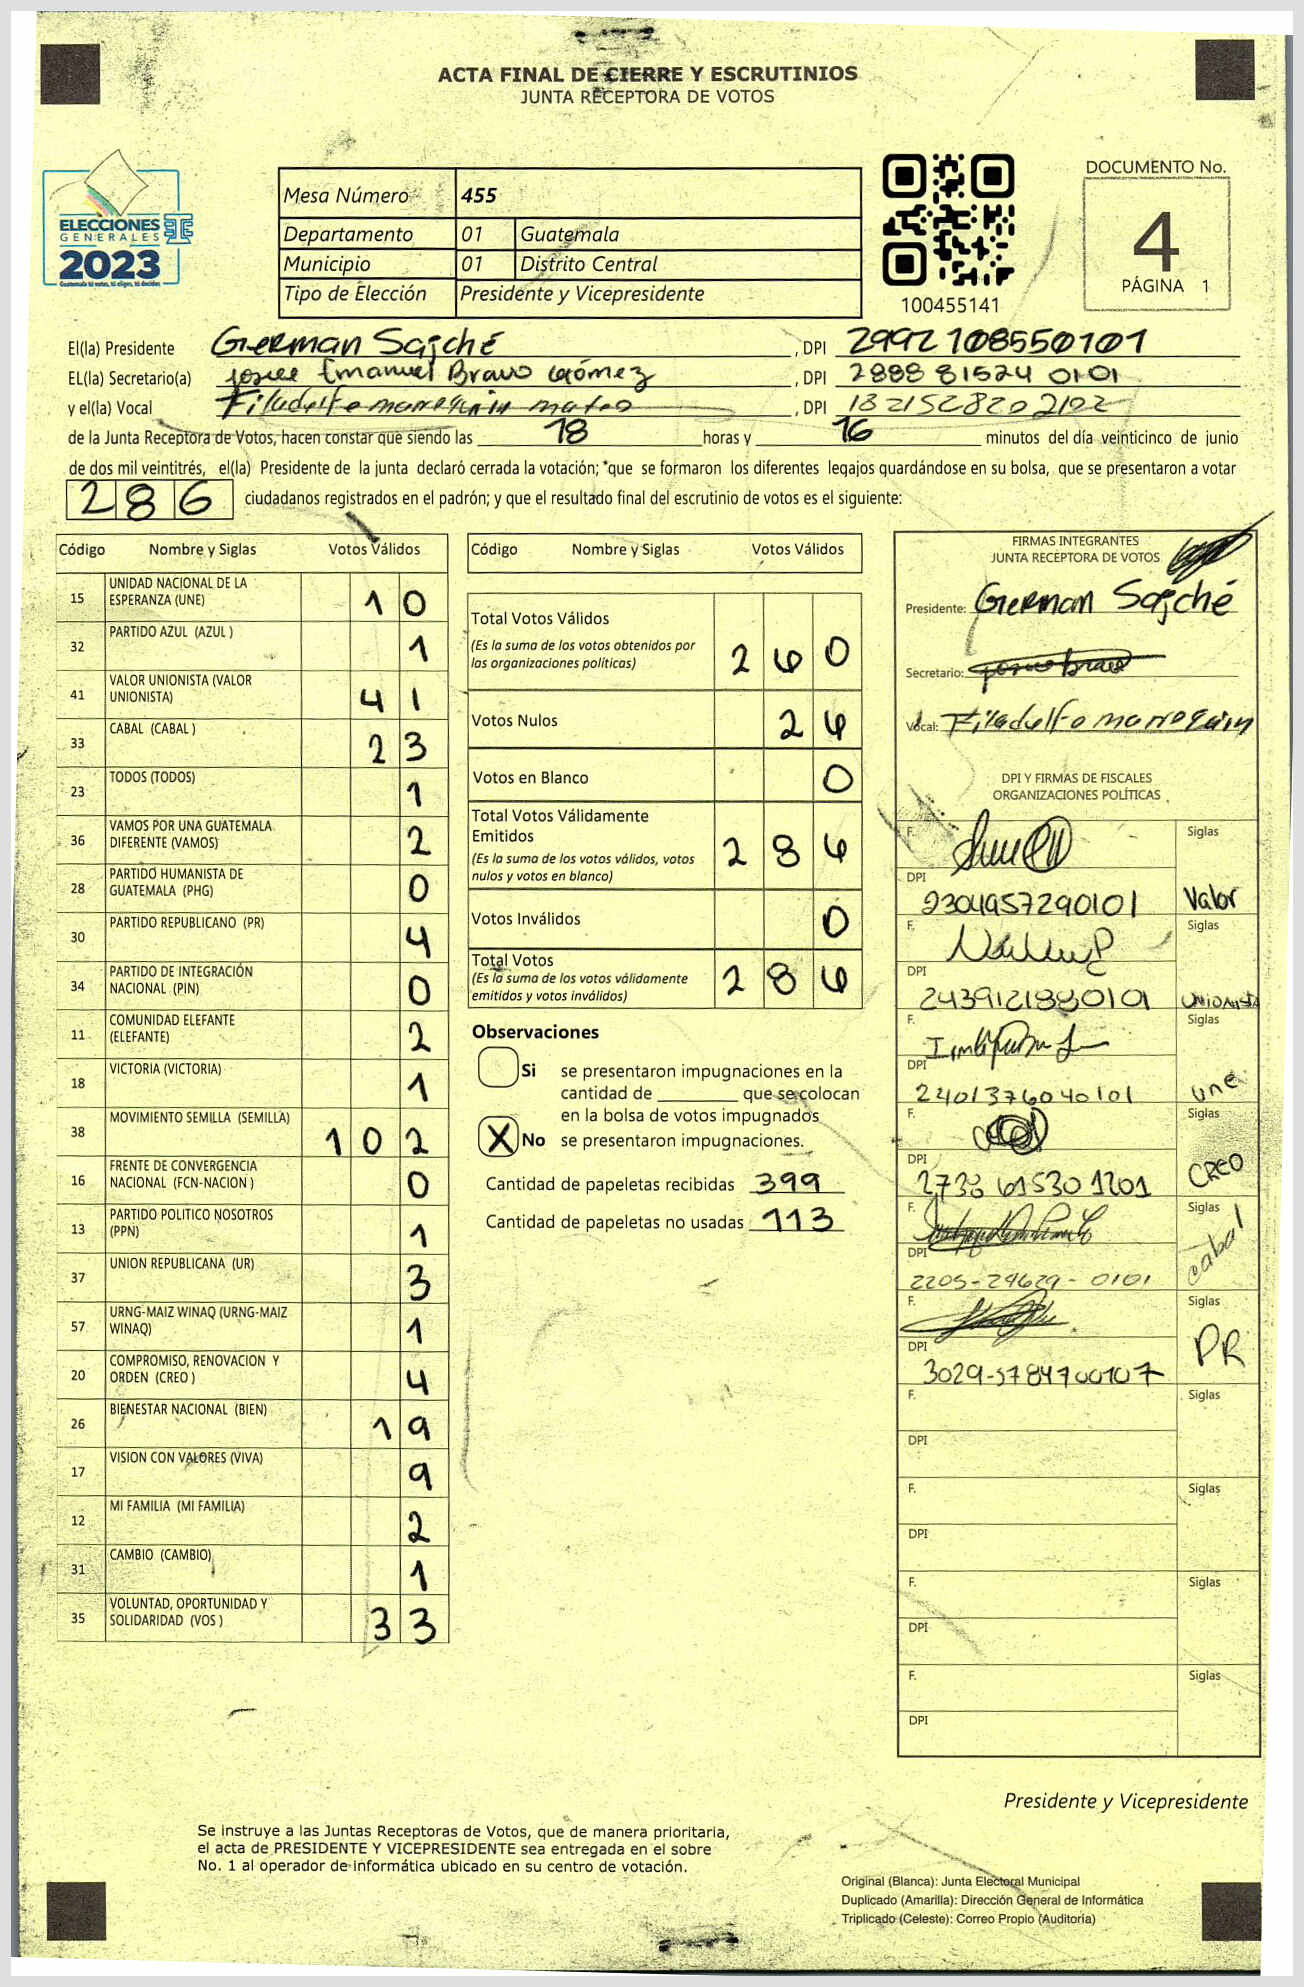 ACTA FINAL DE CIERRE Y ESCRUTINIOS
JUNTA RECEPTORA DE VOTOS
ELECCIONES
GENERALES
2023
Guatemala tú votas, tú eliges, tú decides
Mesa Número 455
Departamento 01 Guatemala
Municipio 01 Distrito Central
Tipo de Elección Presidente y Vicepresidente
100455141
DOCUMENTO No.
4
PÁGINA 1
El(la) Presidente German Sajché , DPI 2992108550101
EL(la) Secretario(a) Josue Emanuel Bravo Gómez , DPI 2888 81524 0101
y el(la) Vocal Filadelfo marroquin mateo , DPI 1321528202102
de la Junta Receptora de Votos, hacen constar que siendo las 18 horas y 16 minutos del día veinticinco de junio
de dos mil veintitrés, el(la) Presidente de la junta declaró cerrada la votación; *que se formaron los diferentes legajos guardándose en su bolsa, que se presentaron a votar
286 ciudadanos registrados en el padrón; y que el resultado final del escrutinio de votos es el siguiente:
Código Nombre y Siglas Votos Válidos
15 UNIDAD NACIONAL DE LA ESPERANZA (UNE) 10
32 PARTIDO AZUL (AZUL ) 1
41 VALOR UNIONISTA (VALOR UNIONISTA) 41
33 CABAL (CABAL ) 23
23 TODOS (TODOS) 1
36 VAMOS POR UNA GUATEMALA DIFERENTE (VAMOS) 2
28 PARTIDO HUMANISTA DE GUATEMALA (PHG) 0
30 PARTIDO REPUBLICANO (PR) 4
34 PARTIDO DE INTEGRACIÓN NACIONAL (PIN) 0
11 COMUNIDAD ELEFANTE (ELEFANTE) 2
18 VICTORIA (VICTORIA) 1
38 MOVIMIENTO SEMILLA (SEMILLA) 102
16 FRENTE DE CONVERGENCIA NACIONAL (FCN-NACION ) 0
13 PARTIDO POLITICO NOSOTROS (PPN) 1
37 UNION REPUBLICANA (UR) 3
57 URNG-MAIZ WINAQ (URNG-MAIZ WINAQ) 1
20 COMPROMISO, RENOVACION Y ORDEN (CREO ) 4
26 BIENESTAR NACIONAL (BIEN) 19
17 VISION CON VALORES (VIVA) 9
12 MI FAMILIA (MI FAMILIA) 2
31 CAMBIO (CAMBIO) 1
35 VOLUNTAD, OPORTUNIDAD Y SOLIDARIDAD (VOS ) 33
Código Nombre y Siglas Votos Válidos
Total Votos Válidos 260
(Es la suma de los votos obtenidos por
las organizaciones políticas)
Votos Nulos 26
Votos en Blanco 0
Total Votos Válidamente
Emitidos 286
(Es la suma de los votos válidos, votos
nulos y votos en blanco)
Votos Inválidos 0
Total Votos 286
(Es la suma de los votos válidamente
emitidos y votos inválidos)
Observaciones
Si se presentaron impugnaciones en la
cantidad de ________ que se colocan
en la bolsa de votos impugnados
X No se presentaron impugnaciones.
Cantidad de papeletas recibidas 399
Cantidad de papeletas no usadas 113
FIRMAS INTEGRANTES
JUNTA RECEPTORA DE VOTOS
Presidente: German Sajché
Secretario: Josue Bravo
Vocal: Filadelfo marroquin
DPI Y FIRMAS DE FISCALES
ORGANIZACIONES POLÍTICAS
F. Siglas
DPI 2304957290101 Valor
F. Siglas
DPI 2439121880101 UNIONISTA
F. Siglas
DPI 2401376040101 une
F. Siglas
DPI 2738 61530 1201 CREO
F. Siglas
DPI 2205-29629-0101 cabal
F. Siglas
DPI 3029-5784700107 PR
F. Siglas
DPI
F. Siglas
DPI
F. Siglas
DPI
F. Siglas
DPI
Presidente y Vicepresidente
Se instruye a las Juntas Receptoras de Votos, que de manera prioritaria,
el acta de PRESIDENTE Y VICEPRESIDENTE sea entregada en el sobre
No. 1 al operador de informática ubicado en su centro de votación.
Original (Blanca): Junta Electoral Municipal
Duplicado (Amarilla): Dirección General de Informática
Triplicado (Celeste): Correo Propio (Auditoría)